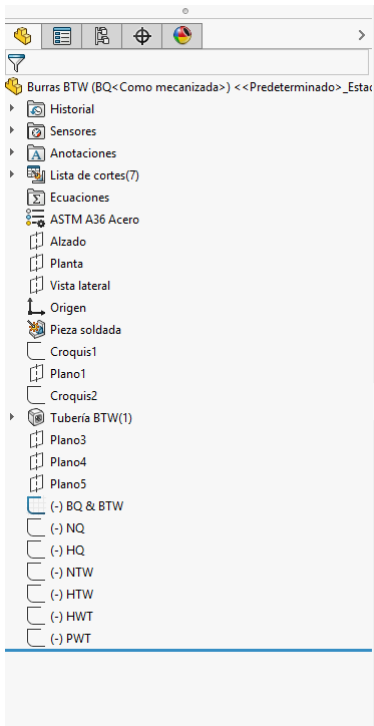 Burras BTW (BQ<Como mecanizada>) <<Predeterminado>_Estad
Historial
Sensores
Anotaciones
Lista de cortes(7)
Ecuaciones
ASTM A36 Acero
Alzado
Planta
Vista lateral
Origen
Pieza soldada
Croquis1
Plano1
Croquis2
Tubería BTW(1)
Plano3
Plano4
Plano5
(-) BQ & BTW
(-) NQ
(-) HQ
(-) NTW
(-) HTW
(-) HWT
(-) PWT